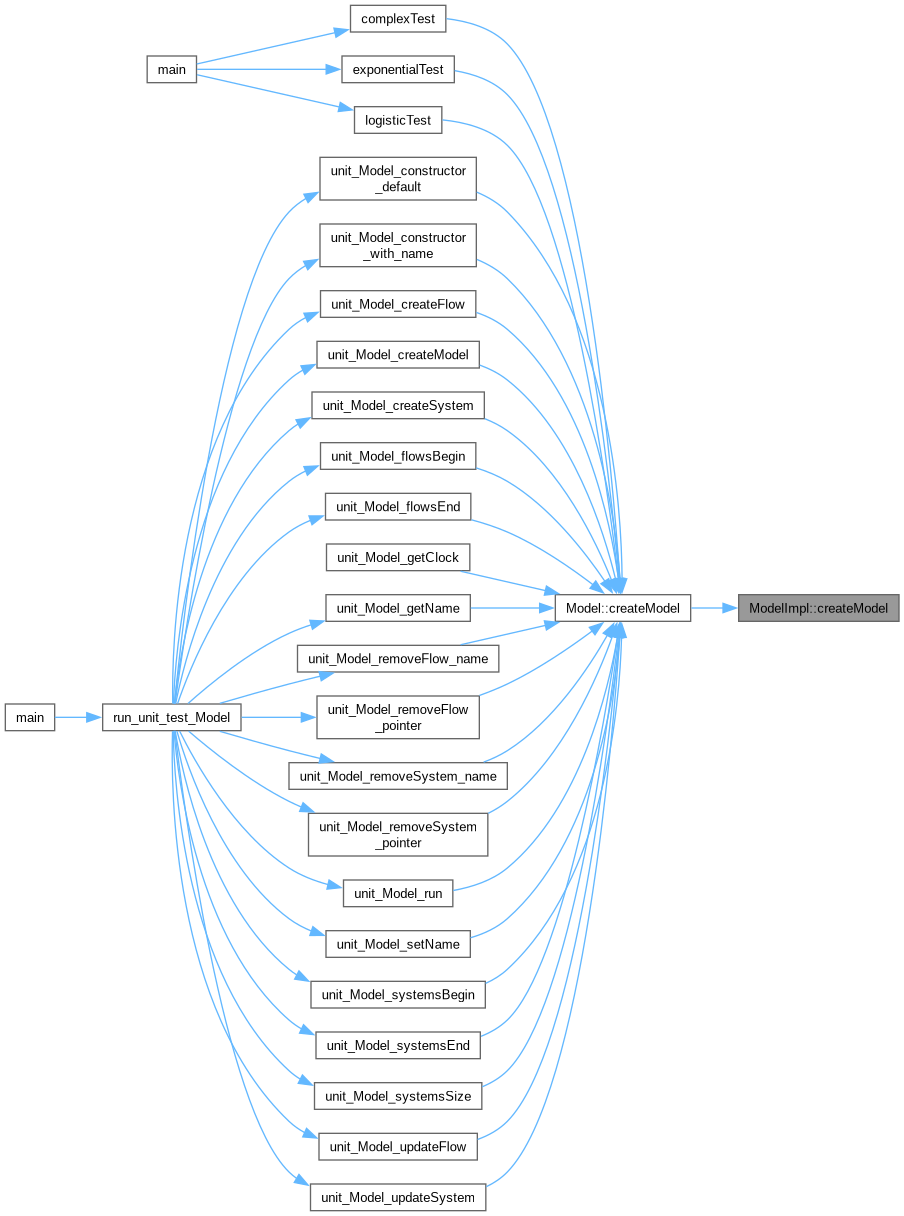 complexTest
main
exponentialTest
logisticTest
unit_Model_constructor
_default
unit_Model_constructor
_with_name
unit_Model_createFlow
unit_Model_createModel
unit_Model_createSystem
unit_Model_flowsBegin
unit_Model_flowsEnd
unit_Model_getClock
unit_Model_getName
Model::createModel
ModelImpl::createModel
unit_Model_removeFlow_name
main
run_unit_test_Model
unit_Model_removeFlow
_pointer
unit_Model_removeSystem_name
unit_Model_removeSystem
_pointer
unit_Model_run
unit_Model_setName
unit_Model_systemsBegin
unit_Model_systemsEnd
unit_Model_systemsSize
unit_Model_updateFlow
unit_Model_updateSystem